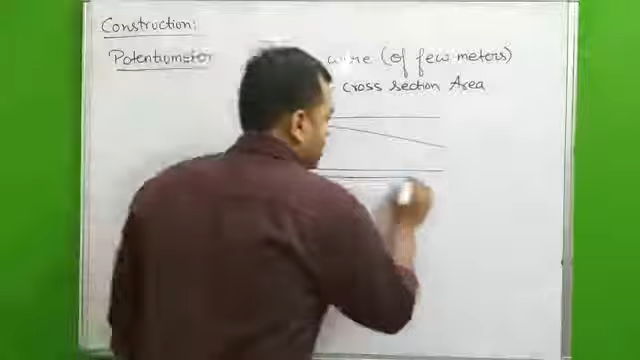 Construction:
Potentiometer wire (of few meters)
cross section Area